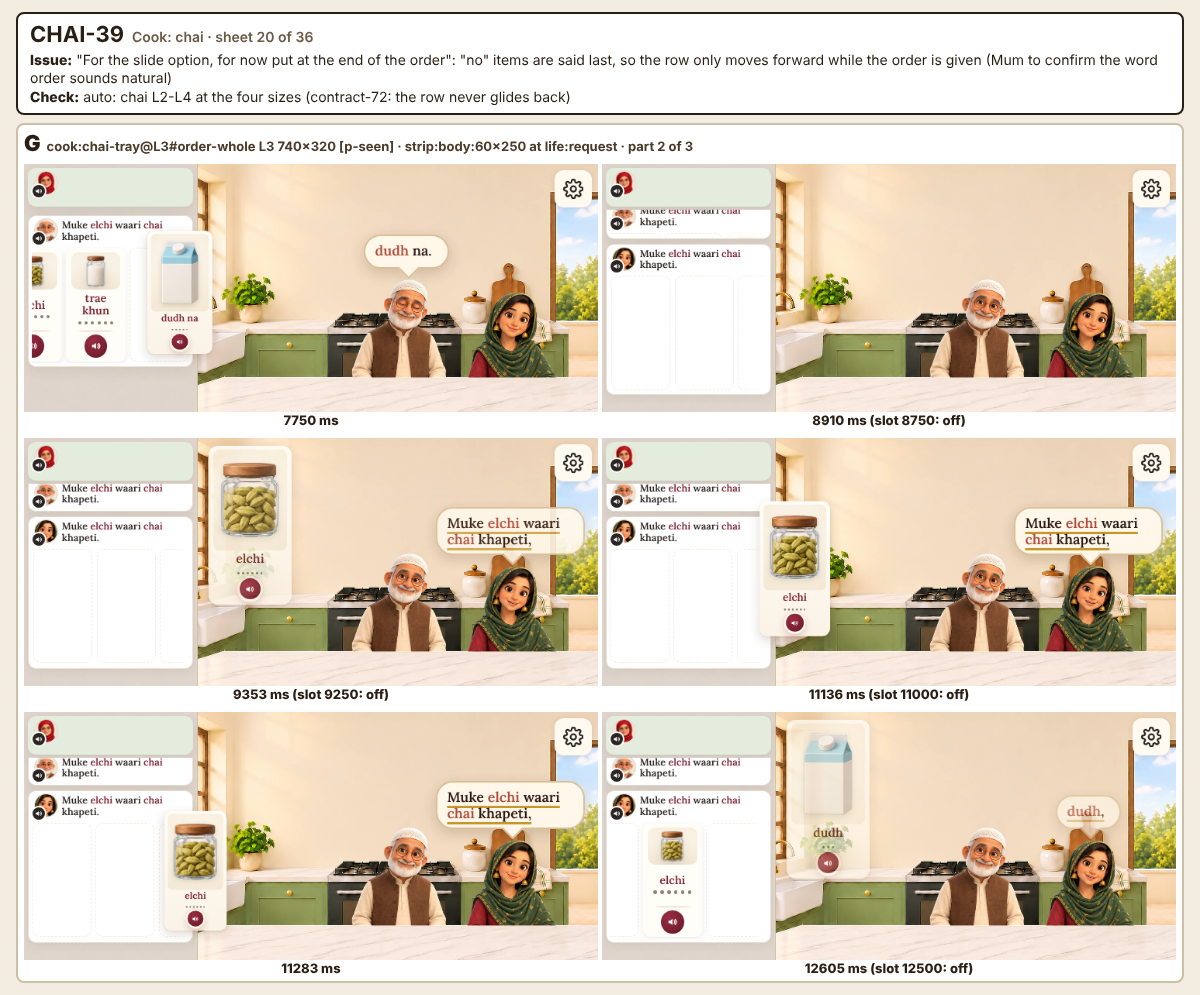 CHAI-39 Cook: chai · sheet 20 of 36
Issue: "For the slide option, for now put at the end of the order": "no" items are said last, so the row only moves forward while the order is given (Mum to confirm the word
order sounds natural)
Check: auto: chai L2-L4 at the four sizes (contract-72: the row never glides back)
G cook:chai-tray@L3#order-whole L3 740×320 [p-seen] · strip:body:60×250 at life:request · part 2 of 3
Muke elchi waari chai
khapeti.
chi
trae
khun
dudh na
dudh na.
7750 ms
Muke elchi waari chai
khapeti.
Muke elchi waari chai
khapeti.
8910 ms (slot 8750: off)
Muke elchi waari chai
khapeti.
Muke elchi waari chai
khapeti.
elchi
Muke elchi waari
chai khapeti,
9353 ms (slot 9250: off)
Muke elchi waari chai
khapeti.
Muke elchi waari chai
khapeti.
elchi
Muke elchi waari
chai khapeti,
11136 ms (slot 11000: off)
Muke elchi waari chai
khapeti.
Muke elchi waari chai
khapeti.
elchi
Muke elchi waari
chai khapeti,
11283 ms
Muke elchi waari chai
khapeti.
Muke elchi waari chai
khapeti.
elchi
dudh
dudh,
12605 ms (slot 12500: off)